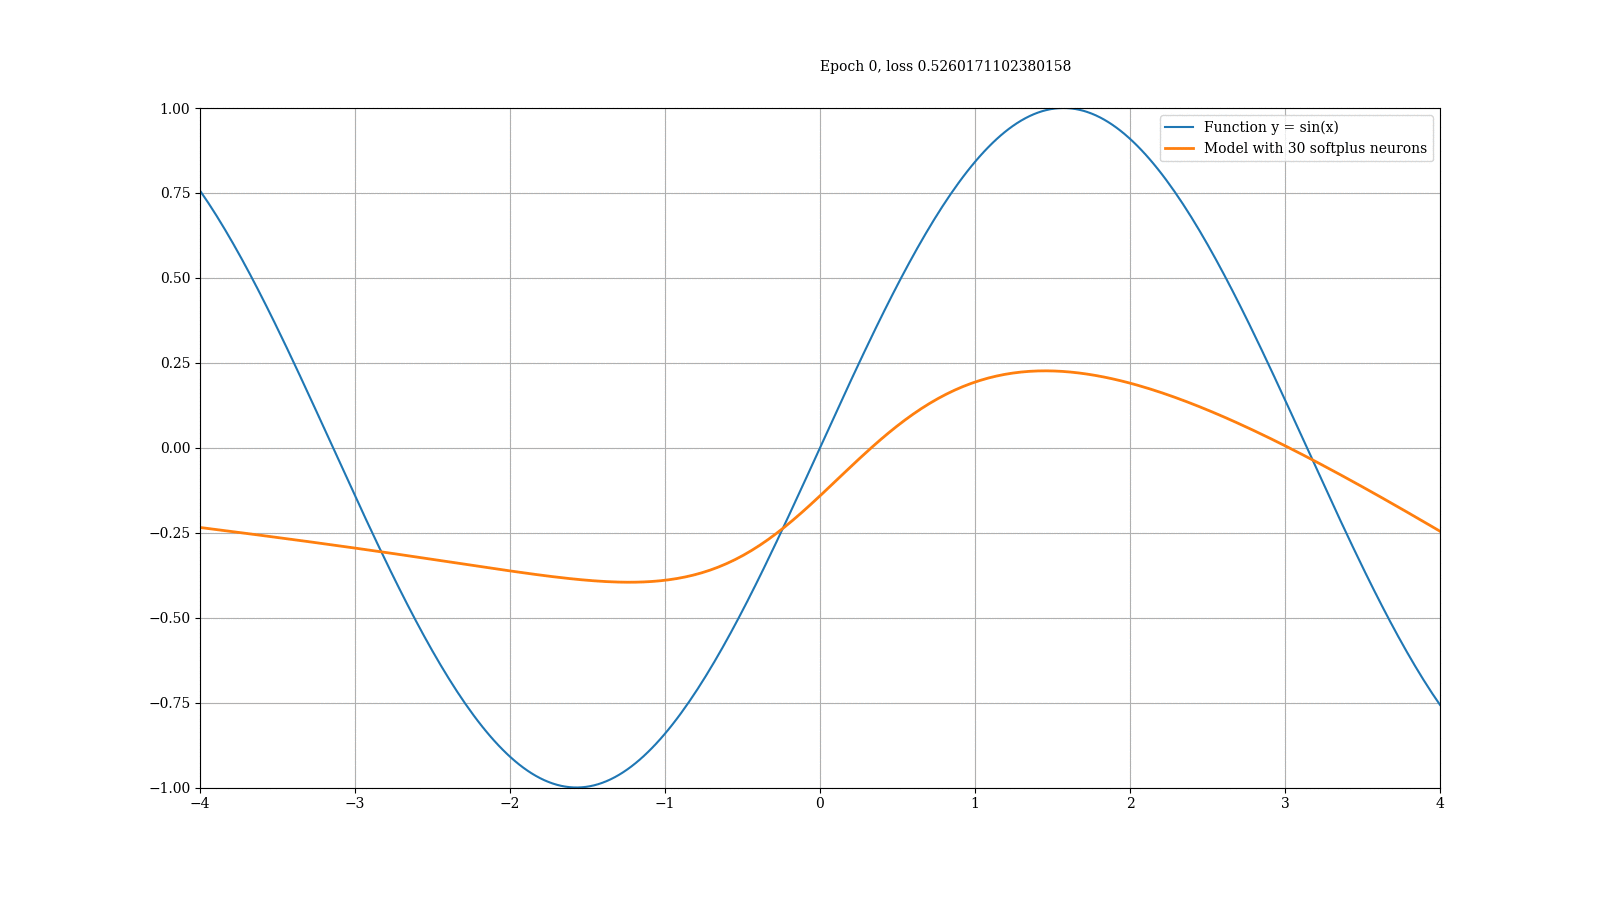 Epoch 0, loss 0.5260171102380158
Function y = sin(x)
Model with 30 softplus neurons
1.00
0.75
0.50
0.25
0.00
−0.25
−0.50
−0.75
−1.00
−4 −3 −2 −1 0 1 2 3 4